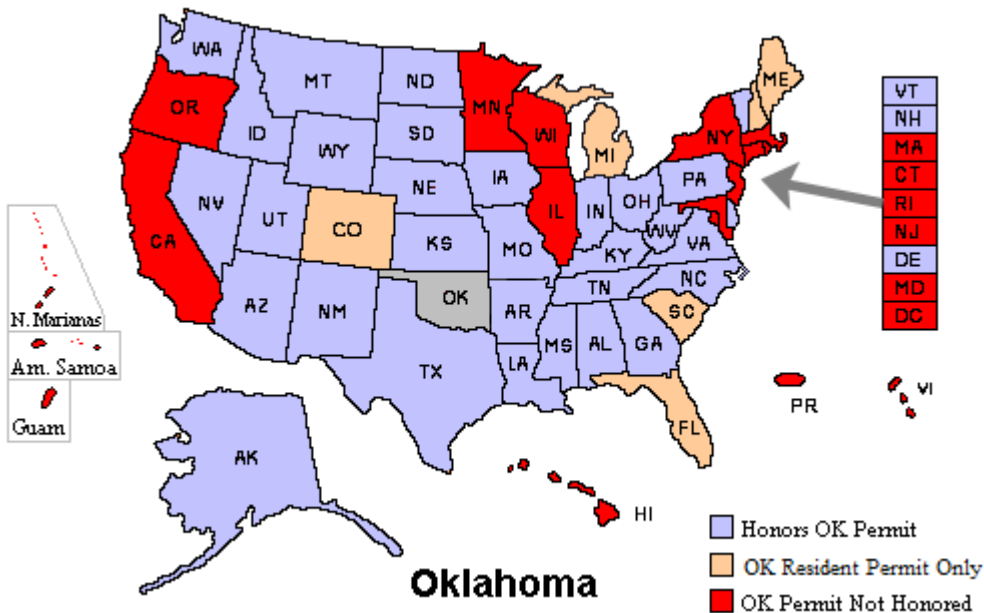 WA
MT
ND
MN
ME
VT
OR
ID
SD
WI
NY
NH
WY
MI
MA
NV
NE
IA
PA
CT
UT
CO
IL
IN
OH
RI
CA
KS
MO
WV
VA
NJ
KY
DE
AZ
NM
OK
TN
NC
MD
AR
SC
DC
N. Marianas
MS
AL
GA
TX
LA
Am. Samoa
PR
VI
Guam
FL
AK
HI
Honors OK Permit
OK Resident Permit Only
OK Permit Not Honored
Oklahoma